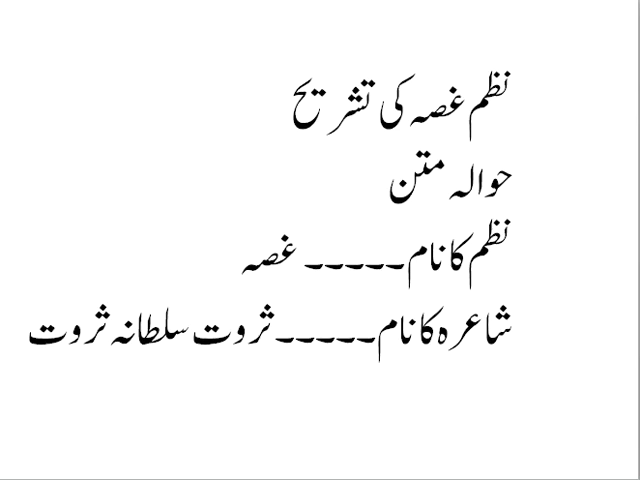 نظم غصہ کی تشریح
حوالہ متن
نظم کا نام۔۔۔۔۔ غصہ
شاعرہ کا نام۔۔۔۔۔ثروت سلطانہ ثروت